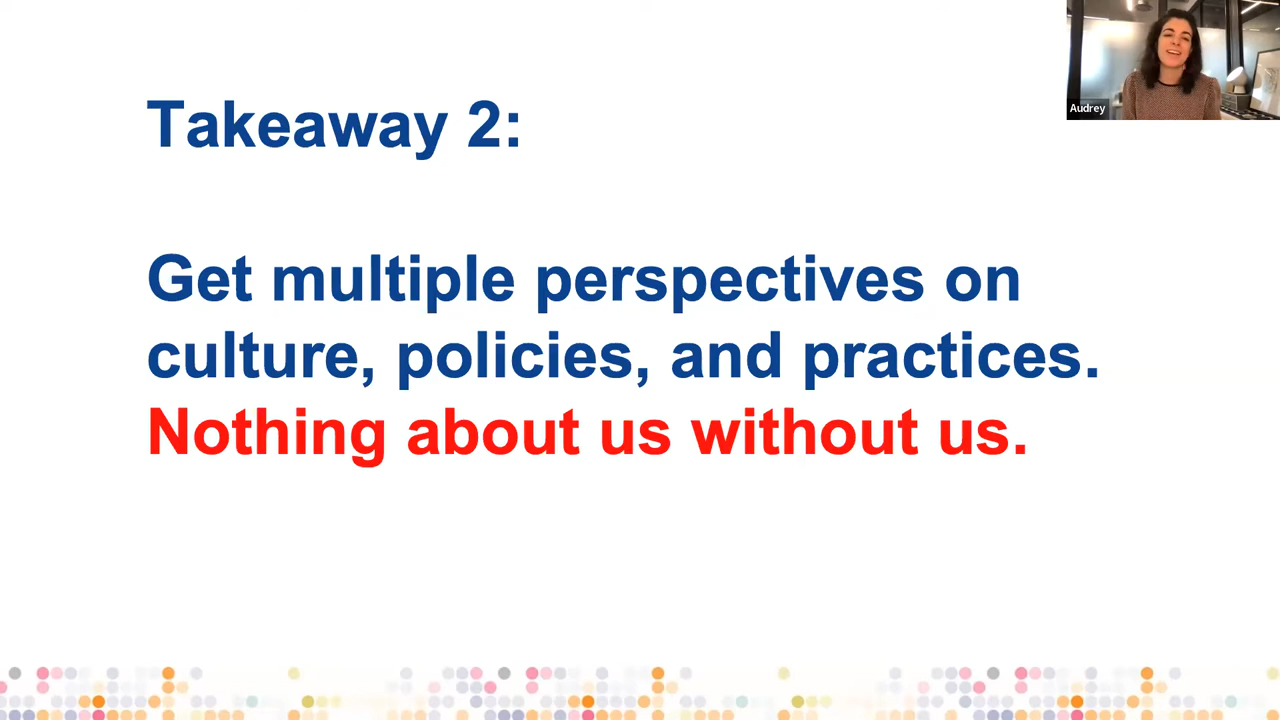 Takeaway 2:
Get multiple perspectives on
culture, policies, and practices.
Nothing about us without us.
Audrey